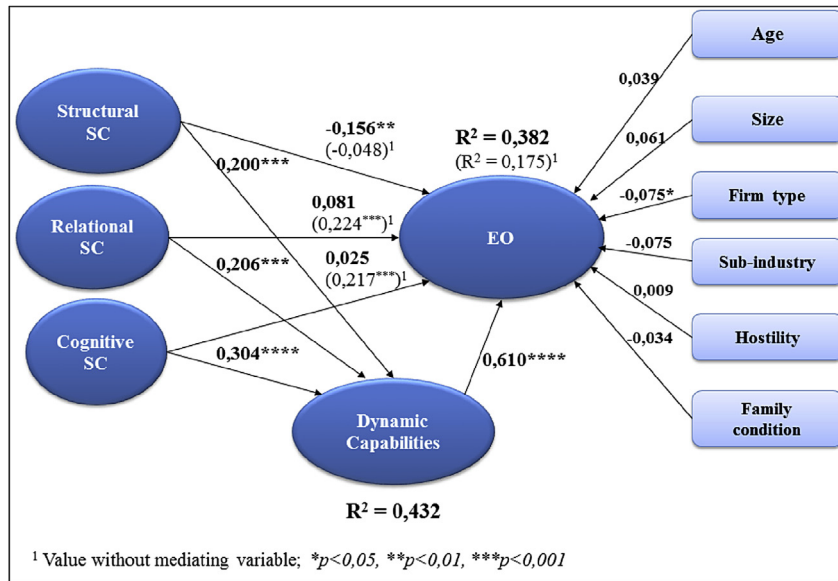 Structural
SC
Relational
SC
Cognitive
SC
-0,156**
(-0,048)¹
0,200***
0,081
(0,224***)¹
0,206***
0,025
(0,217***)¹
0,304****
R² = 0,382
(R² = 0,175)¹
EO
0,610****
Dynamic
Capabilities
R² = 0,432
Age
0,039
Size
0,061
Firm type
-0,075*
Sub-industry
-0,075
Hostility
0,009
Family
condition
-0,034
¹ Value without mediating variable; *p<0,05, **p<0,01, ***p<0,001